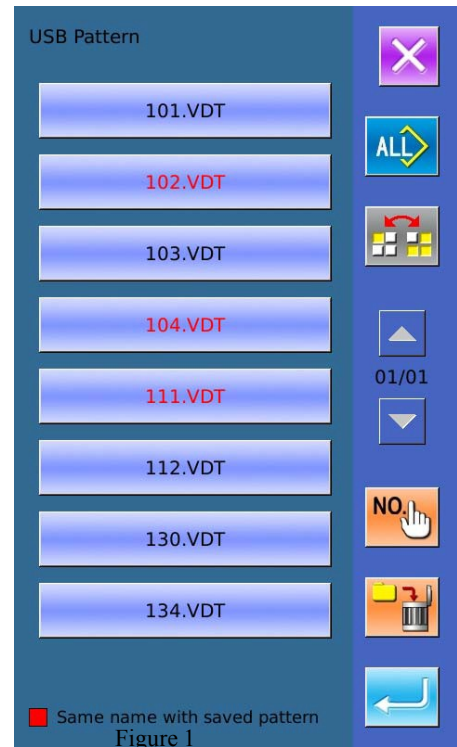 USB Pattern
101.VDT
102.VDT
103.VDT
104.VDT
111.VDT
112.VDT
130.VDT
134.VDT
Same name with saved pattern
Figure 1
ALL
01/01
NO.